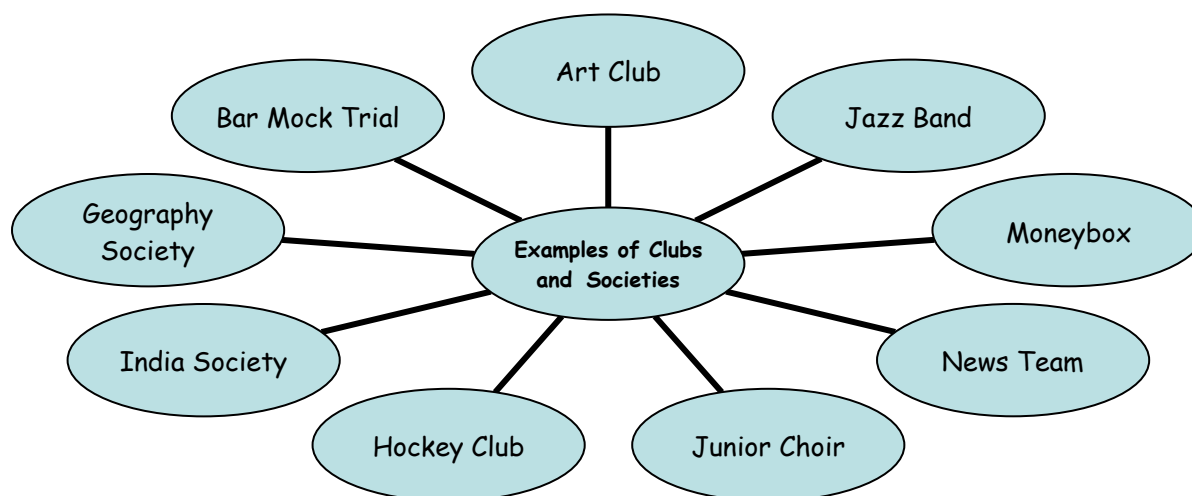 Art Club
Bar Mock Trial
Jazz Band
Geography
Society
Moneybox
Examples of Clubs
and Societies
India Society
News Team
Hockey Club
Junior Choir